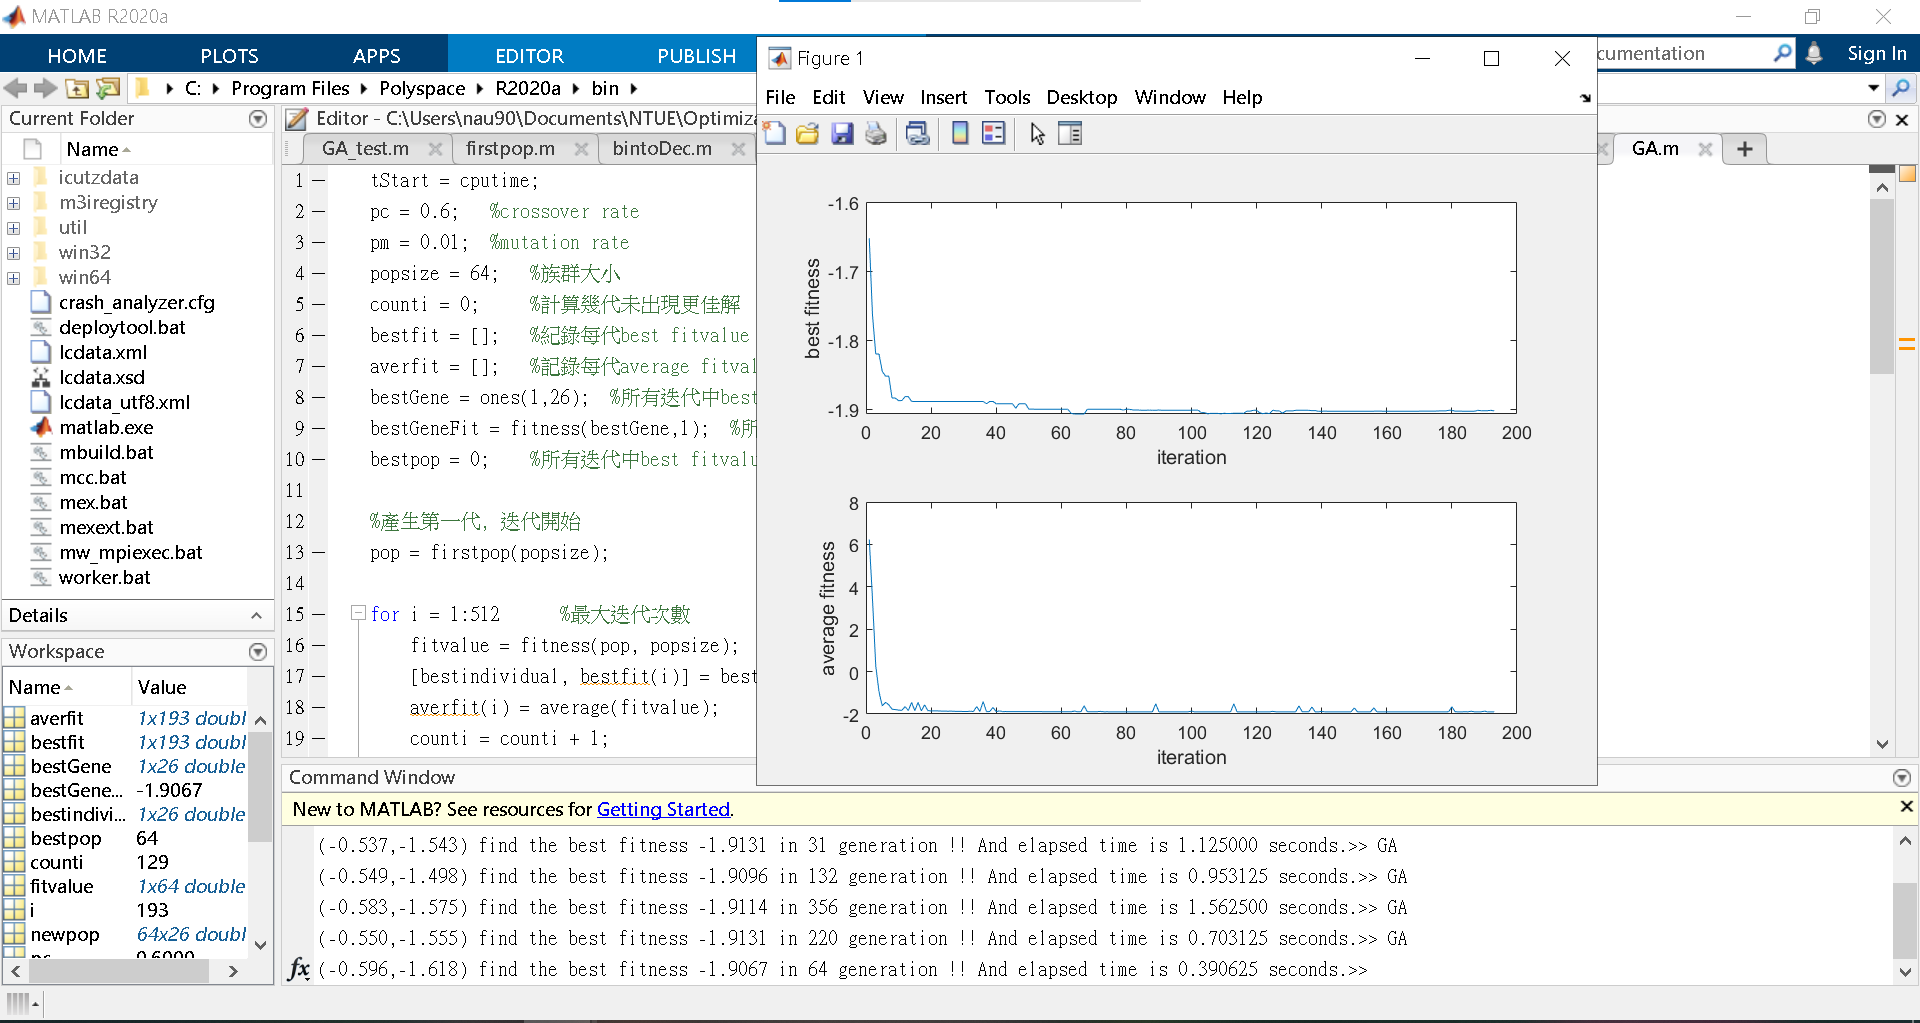 MATLAB R2020a
HOME PLOTS APPS EDITOR PUBLISH
cumentation
Sign In
C: Program Files Polyspace R2020a bin
Current Folder
Name
icutzdata
m3iregistry
util
win32
win64
crash_analyzer.cfg
deploytool.bat
lcdata.xml
lcdata.xsd
lcdata_utf8.xml
matlab.exe
mbuild.bat
mcc.bat
mex.bat
mexext.bat
mw_mpiexec.bat
worker.bat
Details
Workspace
Name Value
averfit 1x193 doubl
bestfit 1x193 doubl
bestGene 1x26 double
bestGene... -1.9067
bestindivi... 1x26 double
bestpop 64
counti 129
fitvalue 1x64 double
i 193
newpop 64x26 doubl
Editor - C:\Users\nau90\Documents\NTUE\Optimiza
GA_test.m firstpop.m bintoDec.m GA.m
1 tStart = cputime;
2 pc = 0.6; %crossover rate
3 pm = 0.01; %mutation rate
4 popsize = 64; %族群大小
5 counti = 0; %計算幾代未出現更佳解
6 bestfit = []; %紀錄每代best fitvalue
7 averfit = []; %記錄每代average fitval
8 bestGene = ones(1,26); %所有迭代中best
9 bestGeneFit = fitness(bestGene,1); %所
10 bestpop = 0; %所有迭代中best fitvalu
11
12 %產生第一代, 迭代開始
13 pop = firstpop(popsize);
14
15 for i = 1:512 %最大迭代次數
16 fitvalue = fitness(pop, popsize);
17 [bestindividual, bestfit(i)] = best
18 averfit(i) = average(fitvalue);
19 counti = counti + 1;
Figure 1
File Edit View Insert Tools Desktop Window Help
best fitness
-1.6
-1.7
-1.8
-1.9
0 20 40 60 80 100 120 140 160 180 200
iteration
average fitness
8
6
4
2
0
-2
0 20 40 60 80 100 120 140 160 180 200
iteration
Command Window
New to MATLAB? See resources for Getting Started.
(-0.537,-1.543) find the best fitness -1.9131 in 31 generation !! And elapsed time is 1.125000 seconds.>> GA
(-0.549,-1.498) find the best fitness -1.9096 in 132 generation !! And elapsed time is 0.953125 seconds.>> GA
(-0.583,-1.575) find the best fitness -1.9114 in 356 generation !! And elapsed time is 1.562500 seconds.>> GA
(-0.550,-1.555) find the best fitness -1.9131 in 220 generation !! And elapsed time is 0.703125 seconds.>> GA
fx (-0.596,-1.618) find the best fitness -1.9067 in 64 generation !! And elapsed time is 0.390625 seconds.>>